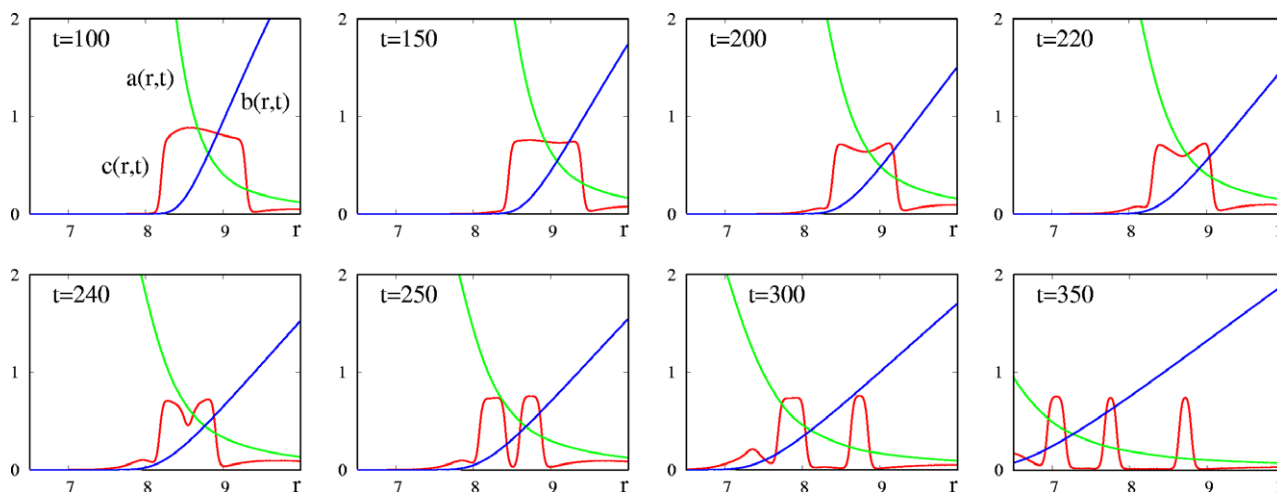 2 t=100 2 t=150 2 t=200 2 t=220
a(r,t) b(r,t)
1 1 1 1
c(r,t)
0 0 0 0
7 8 9 r 7 8 9 r 7 8 9 r 7 8 9
2 t=240 2 t=250 2 t=300 2 t=350
1 1 1 1
0 0 0 0
7 8 9 r 7 8 9 r 7 8 9 r 7 8 9